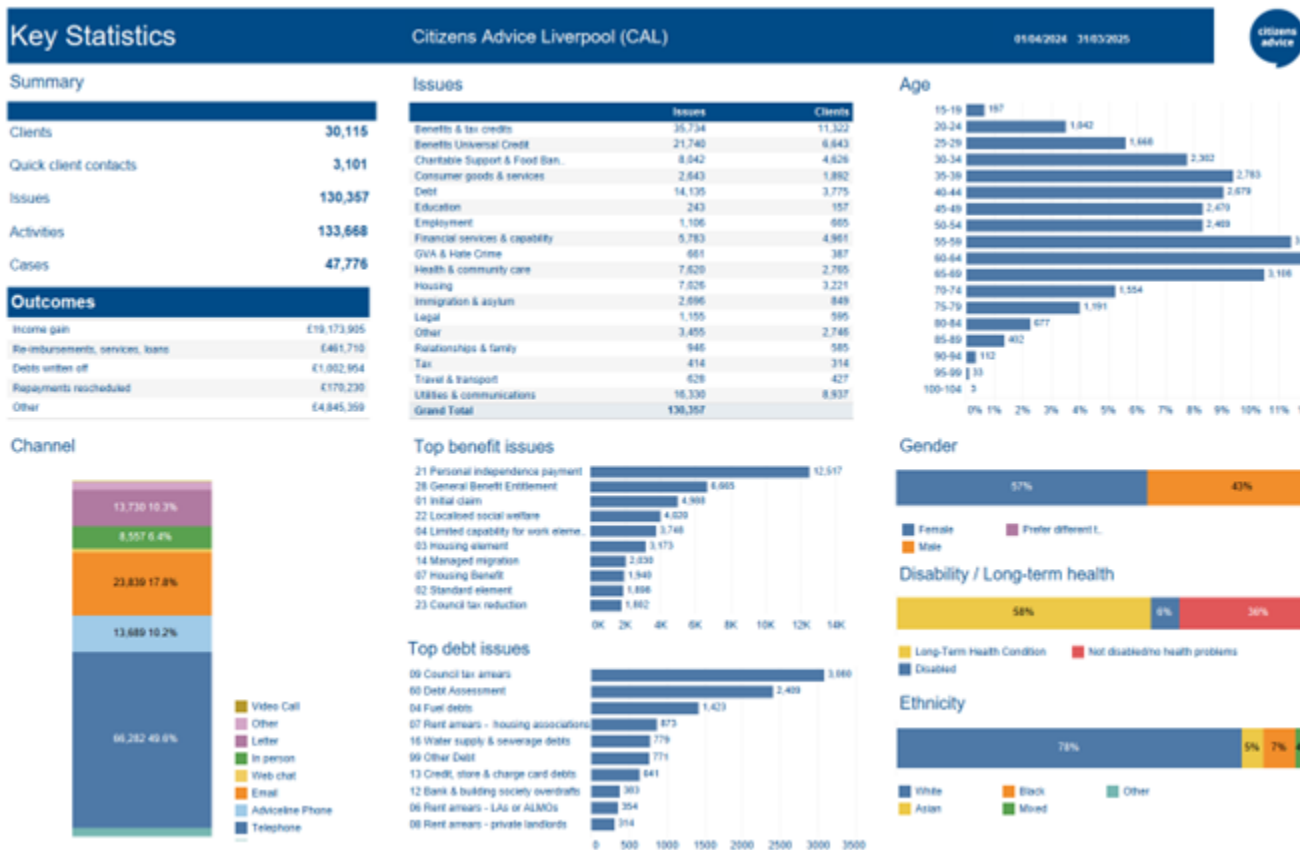 Key Statistics
Citizens Advice Liverpool (CAL)
01/04/2024 31/03/2025
citizens
advice
Summary
Clients 30,115
Quick client contacts 3,101
Issues 130,357
Activities 133,668
Cases 47,776
Outcomes
Income gain £19,173,905
Re-imbursements, services, loans £461,710
Debts written off £1,002,954
Repayments rescheduled £170,230
Other £4,845,359
Issues
Issues Clients
Benefits & tax credits 35,734 11,322
Benefits Universal Credit 21,740 6,643
Charitable Support & Food Ban.. 8,042 4,626
Consumer goods & services 2,643 1,892
Debt 14,135 3,775
Education 243 157
Employment 1,106 665
Financial services & capability 5,783 4,961
GVA & Hate Crime 661 387
Health & community care 7,620 2,765
Housing 7,026 3,221
Immigration & asylum 2,696 849
Legal 1,155 595
Other 3,455 2,746
Relationships & family 946 585
Tax 414 314
Travel & transport 628 427
Utilities & communications 16,330 8,937
Grand Total 130,357
Age
15-19 197
20-24 1,042
25-29 1,668
30-34 2,302
35-39 2,783
40-44 2,679
45-49 2,470
50-54 2,469
55-59
60-64
65-69 3,106
70-74 1,554
75-79 1,191
80-84 677
85-89 402
90-94 112
95-99 33
100-104 3
0% 1% 2% 3% 4% 5% 6% 7% 8% 9% 10% 11%
Channel
13,730 10.3%
8,557 6.4%
23,839 17.8%
13,689 10.2%
66,282 49.6%
Video Call
Other
Letter
In person
Web chat
Email
Adviceline Phone
Telephone
Top benefit issues
21 Personal independence payment 12,517
28 General Benefit Entitlement 6,665
01 Initial claim 4,988
22 Localised social welfare 4,020
04 Limited capability for work eleme.. 3,748
03 Housing element 3,173
14 Managed migration 2,030
07 Housing Benefit 1,940
02 Standard element 1,898
23 Council tax reduction 1,802
0K 2K 4K 6K 8K 10K 12K 14K
Top debt issues
09 Council tax arrears 3,080
60 Debt Assessment 2,409
04 Fuel debts 1,423
07 Rent arrears - housing associations 873
16 Water supply & sewerage debts 779
99 Other Debt 771
13 Credit, store & charge card debts 641
12 Bank & building society overdrafts 383
06 Rent arrears - LAs or ALMOs 354
08 Rent arrears - private landlords 314
0 500 1000 1500 2000 2500 3000 3500
Gender
57% 43%
Female Prefer different t..
Male
Disability / Long-term health
58% 6% 36%
Long-Term Health Condition Not disabled/no health problems
Disabled
Ethnicity
78% 5% 7%
White Black Other
Asian Mixed